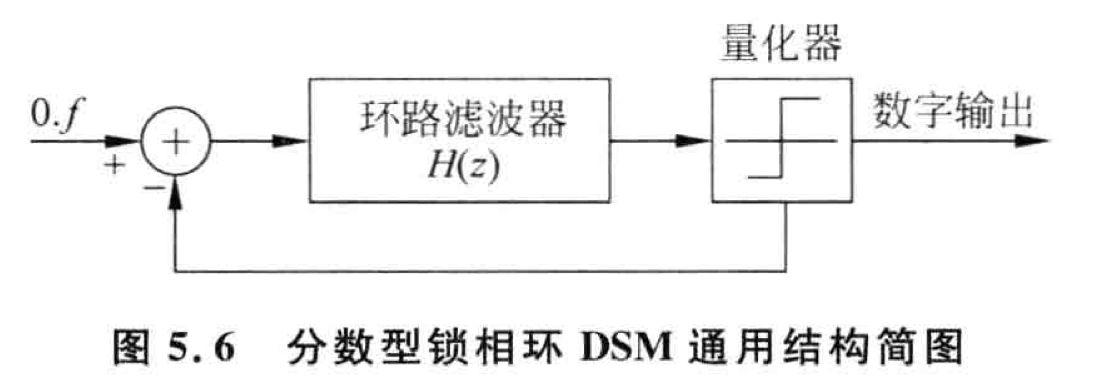 量化器
0.f
+
+
−
环路滤波器
H(z)
数字输出
图 5.6 分数型锁相环 DSM 通用结构简图